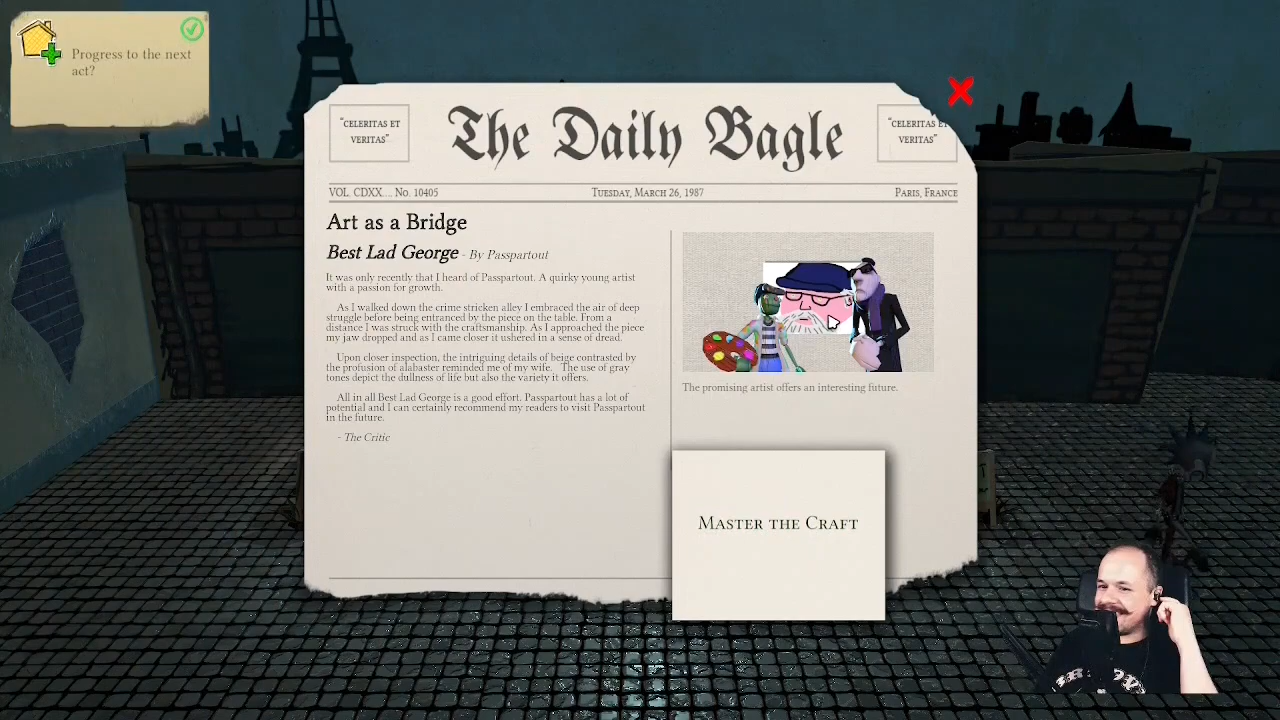 Progress to the next
act?
"CELERITAS ET
VERITAS"
The Daily Bagle
"CELERITAS ET
VERITAS"
VOL. CDXX.... No. 10405
Tuesday, March 26, 1987
Paris, France
Art as a Bridge
Best Lad George - By Passpartout
It was only recently that I heard of Passpartout. A quirky young artist
with a passion for growth.
As I walked down the crime stricken alley I embraced the air of deep
struggle before being entranced by the piece on the table. From a
distance I was struck with the craftsmanship. As I approached the piece
my jaw dropped and as I came closer it ushered in a sense of dread.
Upon closer inspection, the intriguing details of beige contrasted by
the profusion of alabaster reminded me of my wife. The use of gray
tones depict the dullness of life but also the variety it offers.
All in all Best Lad George is a good effort. Passpartout has a lot of
potential and I can certainly recommend my readers to visit Passpartout
in the future.
- The Critic
The promising artist offers an interesting future.
Master the Craft